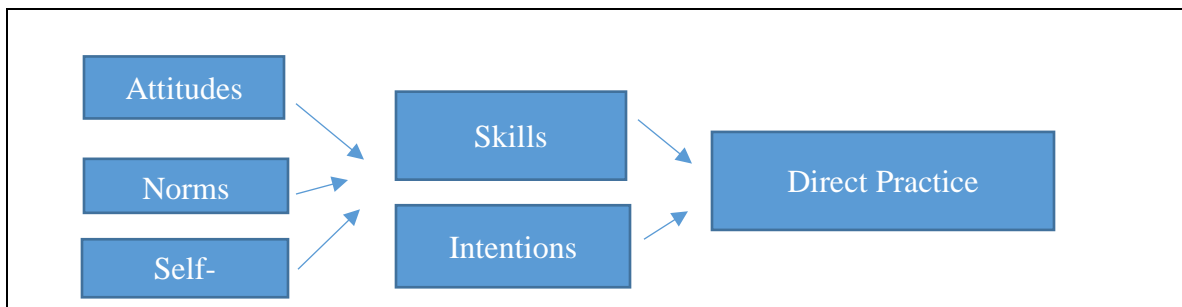 Attitudes
Norms
Self-
Skills
Intentions
Direct Practice